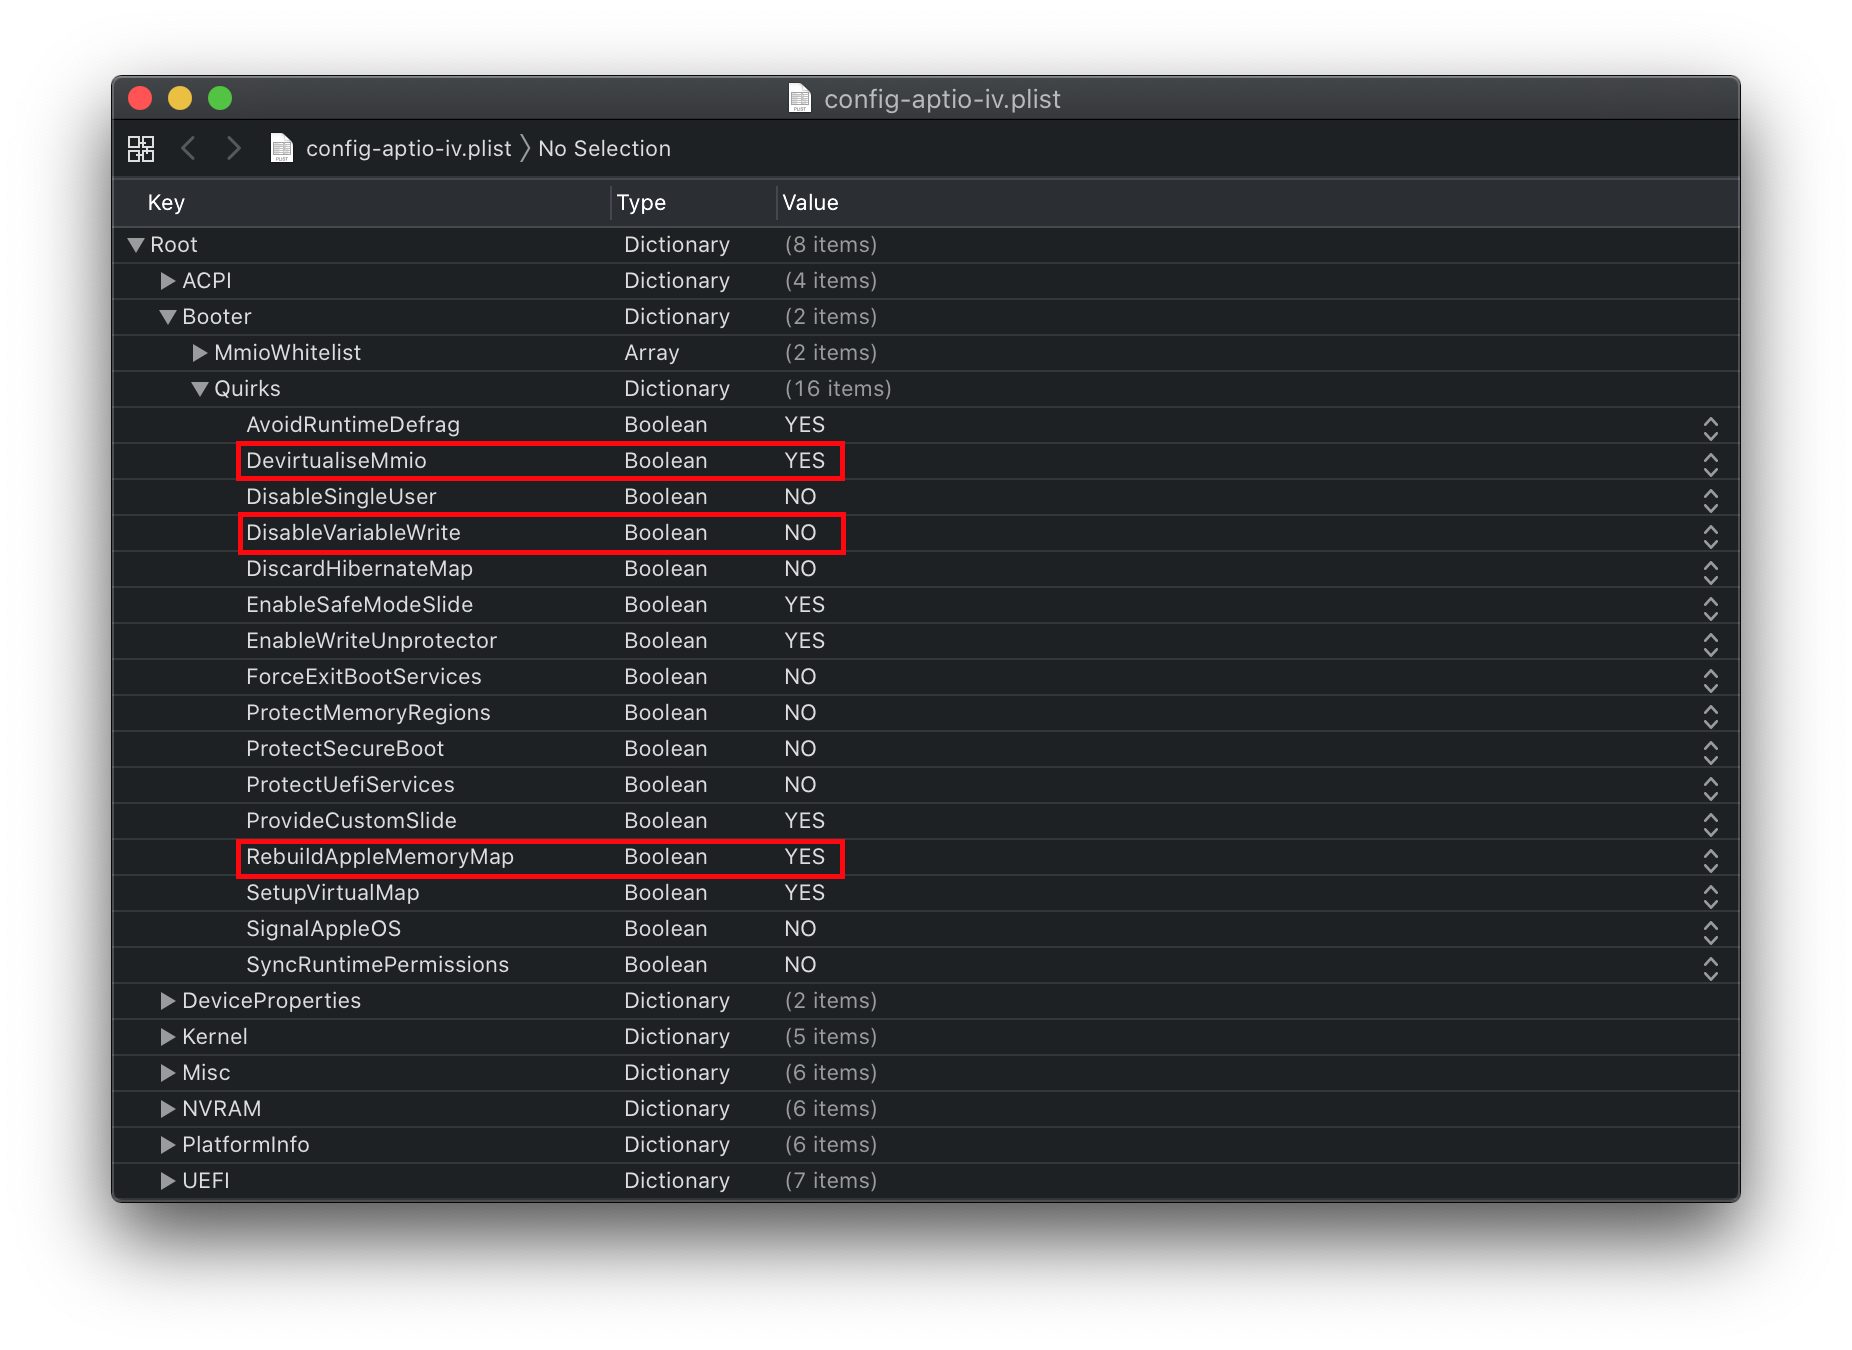 config-aptio-iv.plist
config-aptio-iv.plist 〉 No Selection
Key Type Value
Root Dictionary (8 items)
ACPI Dictionary (4 items)
Booter Dictionary (2 items)
MmioWhitelist Array (2 items)
Quirks Dictionary (16 items)
AvoidRuntimeDefrag Boolean YES
DevirtualiseMmio Boolean YES
DisableSingleUser Boolean NO
DisableVariableWrite Boolean NO
DiscardHibernateMap Boolean NO
EnableSafeModeSlide Boolean YES
EnableWriteUnprotector Boolean YES
ForceExitBootServices Boolean NO
ProtectMemoryRegions Boolean NO
ProtectSecureBoot Boolean NO
ProtectUefiServices Boolean NO
ProvideCustomSlide Boolean YES
RebuildAppleMemoryMap Boolean YES
SetupVirtualMap Boolean YES
SignalAppleOS Boolean NO
SyncRuntimePermissions Boolean NO
DeviceProperties Dictionary (2 items)
Kernel Dictionary (5 items)
Misc Dictionary (6 items)
NVRAM Dictionary (6 items)
PlatformInfo Dictionary (6 items)
UEFI Dictionary (7 items)